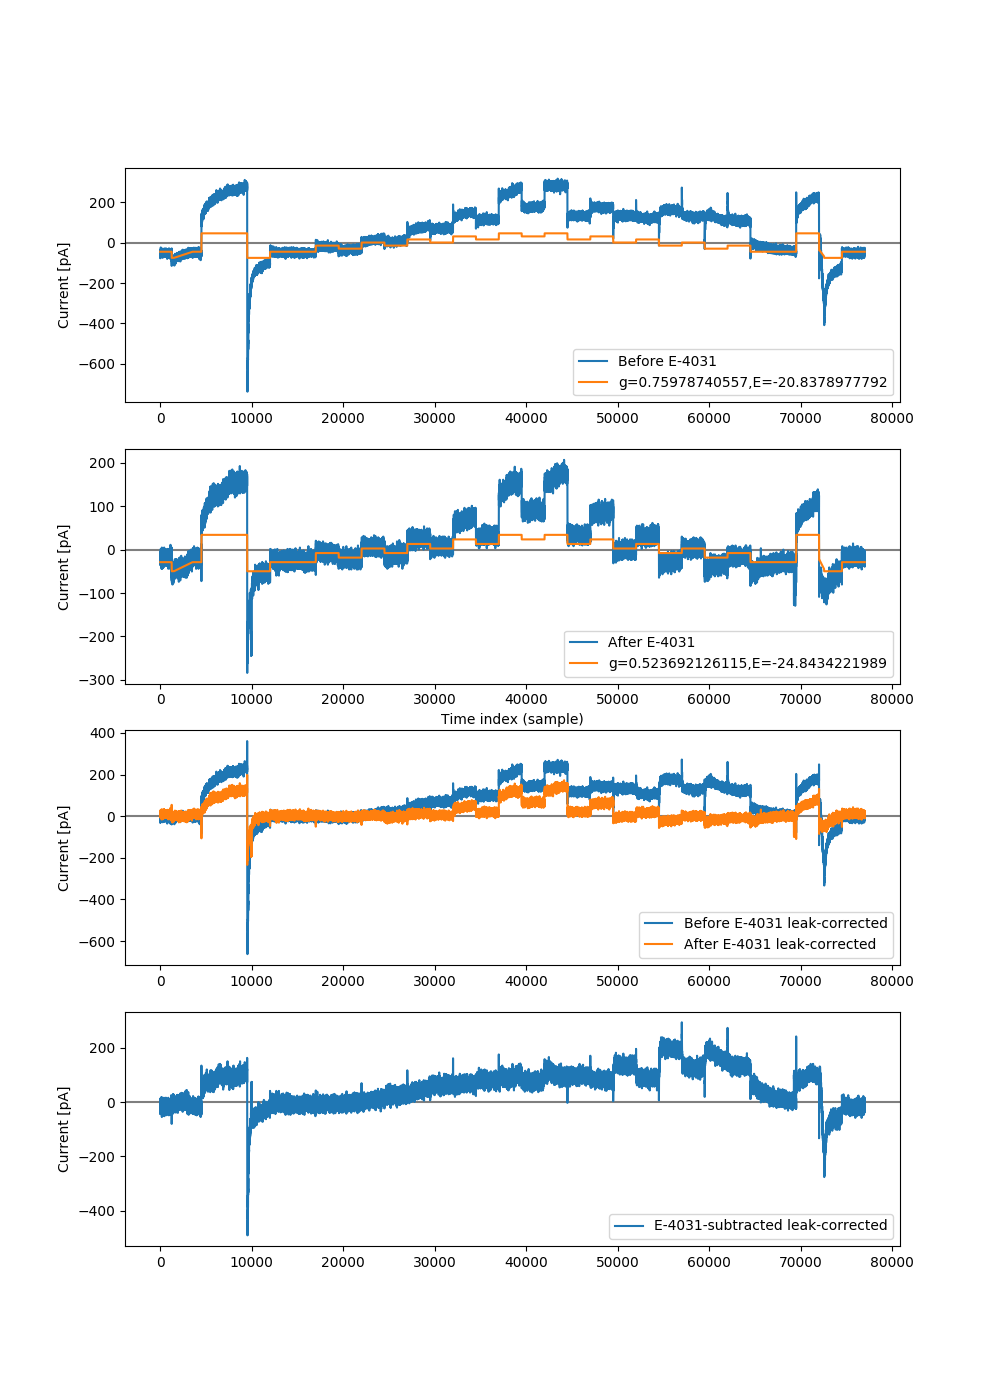 200
0
−200
−400
−600
Current [pA]
Before E-4031
g=0.75978740557,E=-20.8378977792
0 10000 20000 30000 40000 50000 60000 70000 80000
200
100
0
−100
−200
−300
Current [pA]
After E-4031
g=0.523692126115,E=-24.8434221989
0 10000 20000 30000 40000 50000 60000 70000 80000
Time index (sample)
400
200
0
−200
−400
−600
Current [pA]
Before E-4031 leak-corrected
After E-4031 leak-corrected
0 10000 20000 30000 40000 50000 60000 70000 80000
200
0
−200
−400
Current [pA]
E-4031-subtracted leak-corrected
0 10000 20000 30000 40000 50000 60000 70000 80000